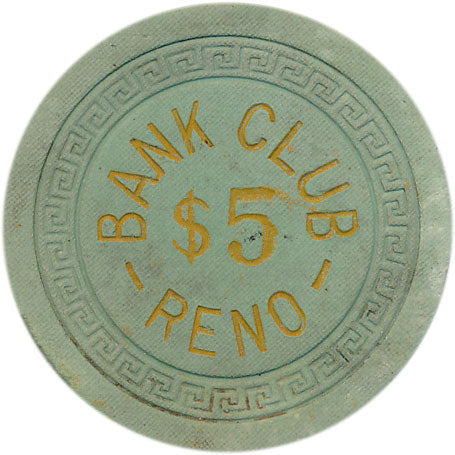 BANK CLUB
$5
- RENO -